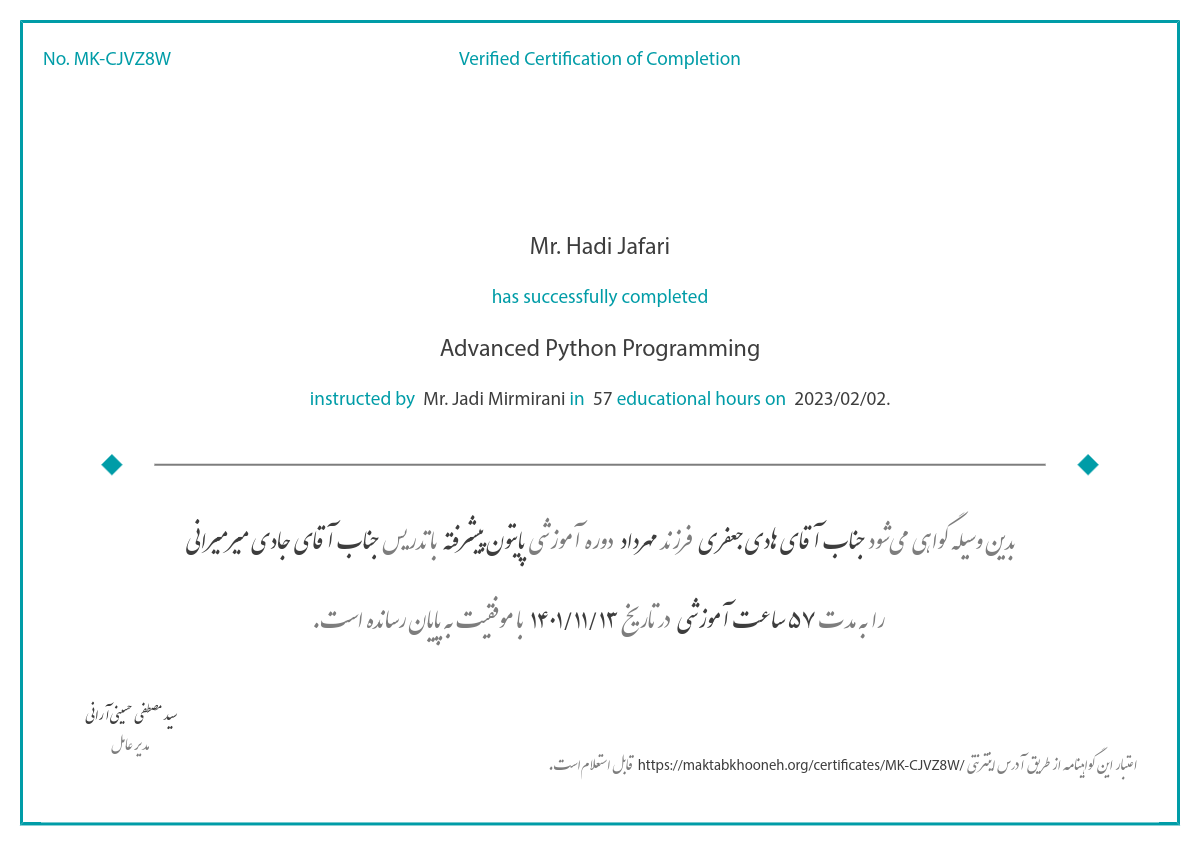 No. MK-CJVZ8W
Verified Certification of Completion
Mr. Hadi Jafari
has successfully completed
Advanced Python Programming
instructed by Mr. Jadi Mirmirani in 57 educational hours on 2023/02/02.
بدین وسیله گواهی می‌شود جناب آقای هادی جعفری فرزند مهرداد دوره آموزشی پایتون پیشرفته با تدریس جناب آقای جادی میرمیرانی
را به مدت ۵۷ ساعت آموزشی در تاریخ ۱۴۰۱/۱۱/۱۳ با موفقیت به پایان رسانده است.
سید مصطفی حسینی آرانی
مدیر عامل
اعتبار این گواهینامه از طریق آدرس اینترنتی https://maktabkhooneh.org/certificates/MK-CJVZ8W/ قابل استعلام است.